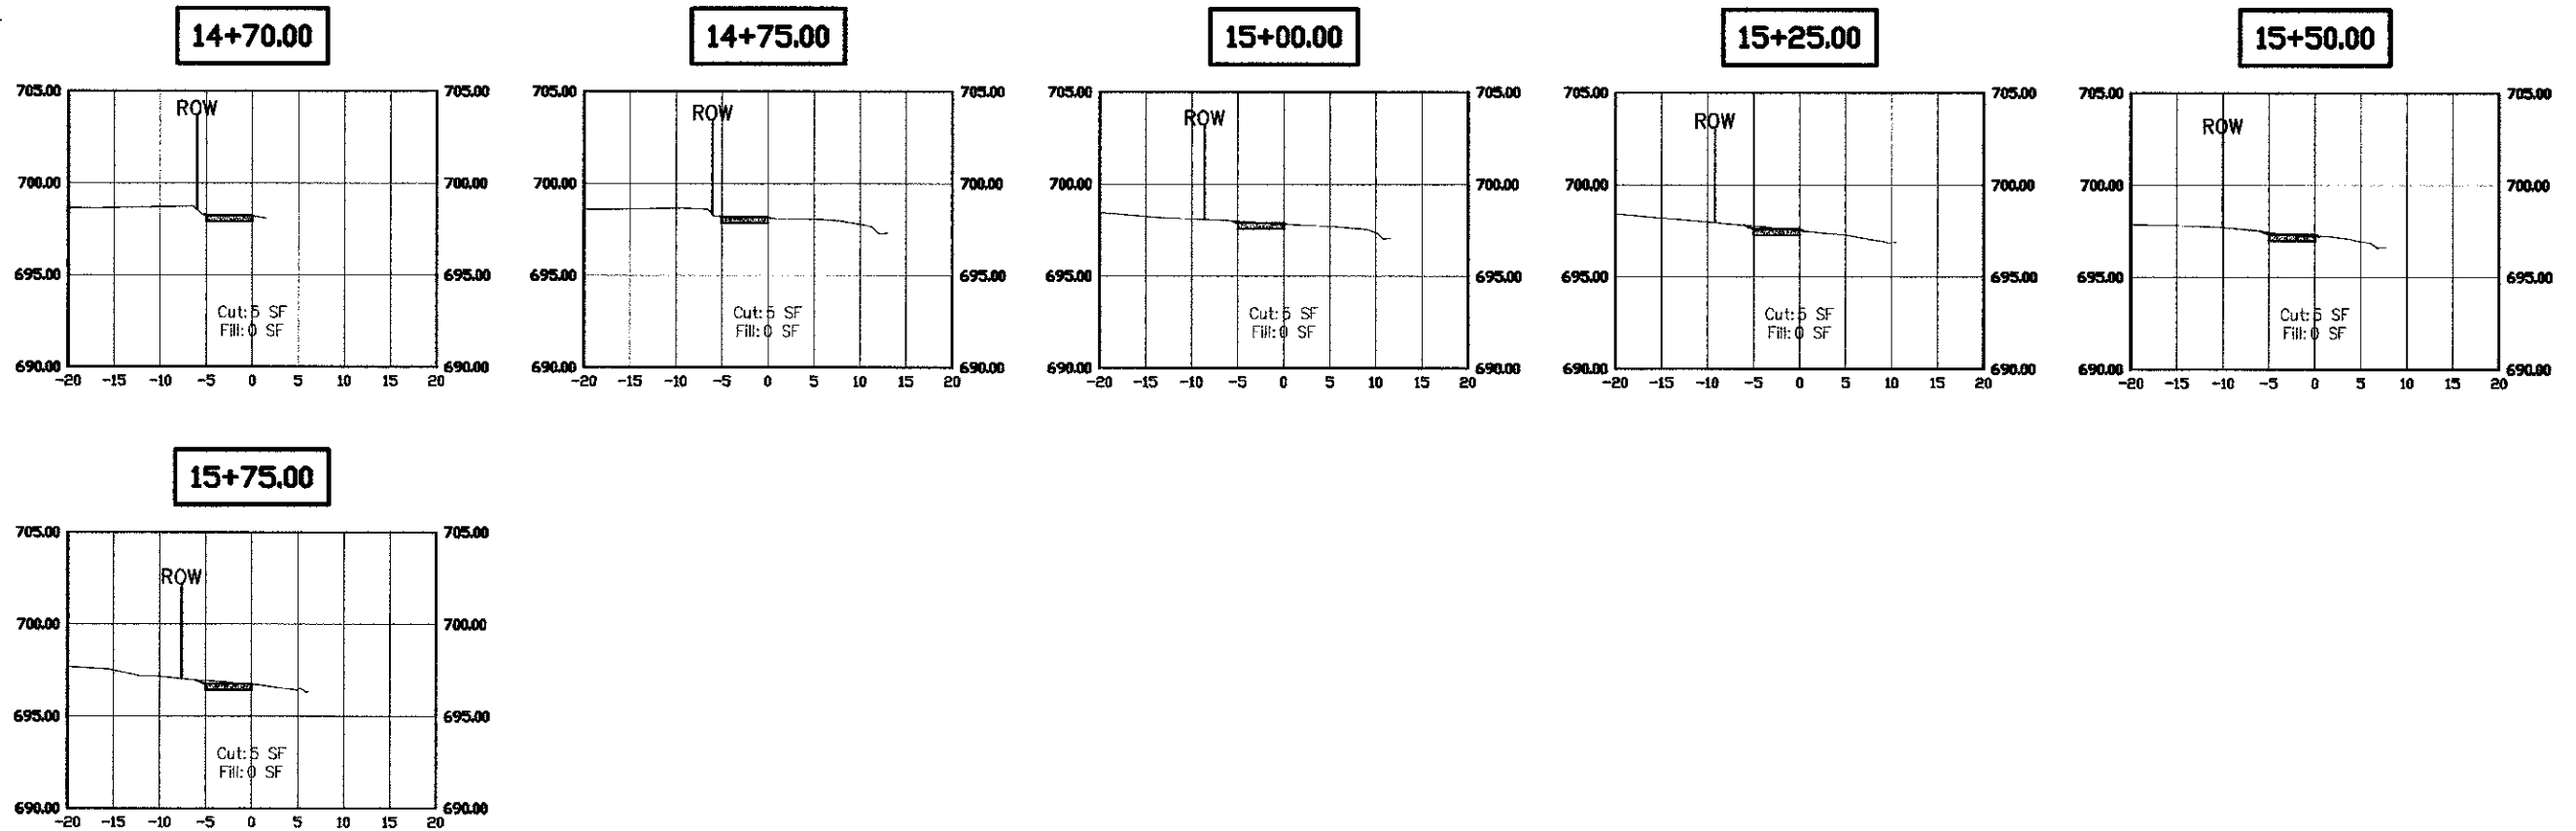 14+70.00
14+75.00
15+00.00
15+25.00
15+50.00
705.00 705.00
ROW
700.00 700.00
695.00 695.00
Cut: 5 SF
Fill: 0 SF
690.00 690.00
-20 -15 -10 -5 0 5 10 15 20
705.00 705.00
ROW
700.00 700.00
695.00 695.00
Cut: 5 SF
Fill: 0 SF
690.00 690.00
-20 -15 -10 -5 0 5 10 15 20
705.00 705.00
ROW
700.00 700.00
695.00 695.00
Cut: 5 SF
Fill: 0 SF
690.00 690.00
-20 -15 -10 -5 0 5 10 15 20
705.00 705.00
ROW
700.00 700.00
695.00 695.00
Cut: 5 SF
Fill: 0 SF
690.00 690.00
-20 -15 -10 -5 0 5 10 15 20
705.00 705.00
ROW
700.00 700.00
695.00 695.00
Cut: 5 SF
Fill: 0 SF
690.00 690.00
-20 -15 -10 -5 0 5 10 15 20
15+75.00
705.00 705.00
ROW
700.00 700.00
695.00 695.00
Cut: 5 SF
Fill: 0 SF
690.00 690.00
-20 -15 -10 -5 0 5 10 15 20